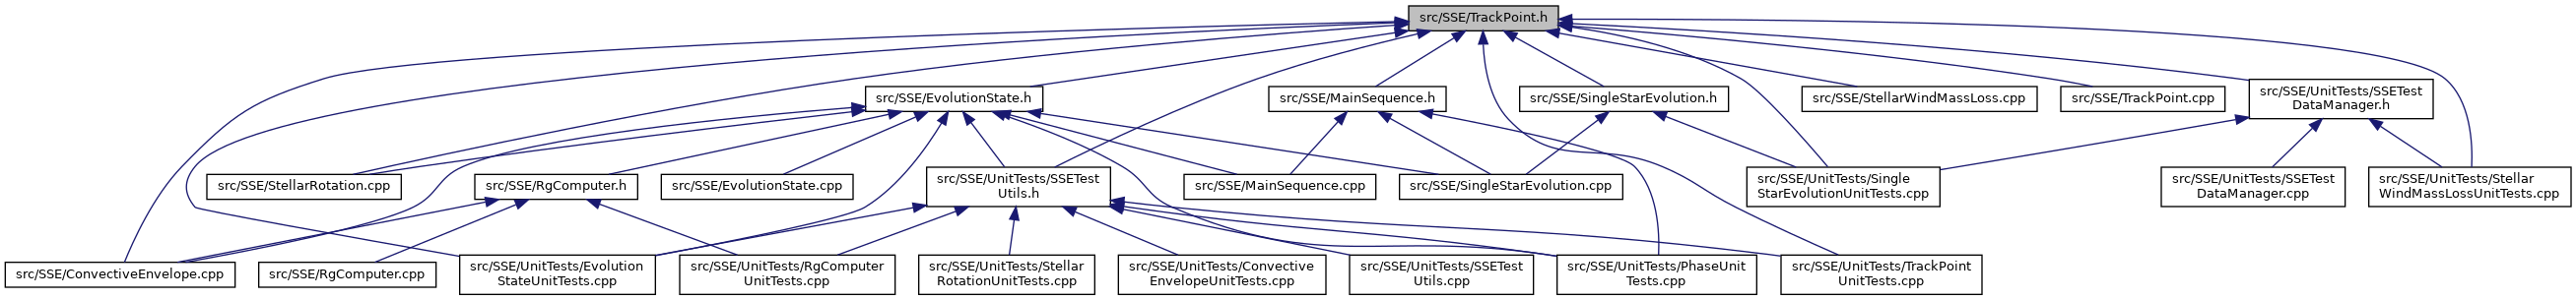 src/SSE/TrackPoint.h
src/SSE/EvolutionState.h
src/SSE/MainSequence.h
src/SSE/SingleStarEvolution.h
src/SSE/StellarWindMassLoss.cpp
src/SSE/TrackPoint.cpp
src/SSE/UnitTests/SSETest
DataManager.h
src/SSE/StellarRotation.cpp
src/SSE/RgComputer.h
src/SSE/EvolutionState.cpp
src/SSE/UnitTests/SSETest
Utils.h
src/SSE/MainSequence.cpp
src/SSE/SingleStarEvolution.cpp
src/SSE/UnitTests/Single
StarEvolutionUnitTests.cpp
src/SSE/UnitTests/SSETest
DataManager.cpp
src/SSE/UnitTests/Stellar
WindMassLossUnitTests.cpp
src/SSE/ConvectiveEnvelope.cpp
src/SSE/RgComputer.cpp
src/SSE/UnitTests/Evolution
StateUnitTests.cpp
src/SSE/UnitTests/RgComputer
UnitTests.cpp
src/SSE/UnitTests/Stellar
RotationUnitTests.cpp
src/SSE/UnitTests/Convective
EnvelopeUnitTests.cpp
src/SSE/UnitTests/SSETest
Utils.cpp
src/SSE/UnitTests/PhaseUnit
Tests.cpp
src/SSE/UnitTests/TrackPoint
UnitTests.cpp